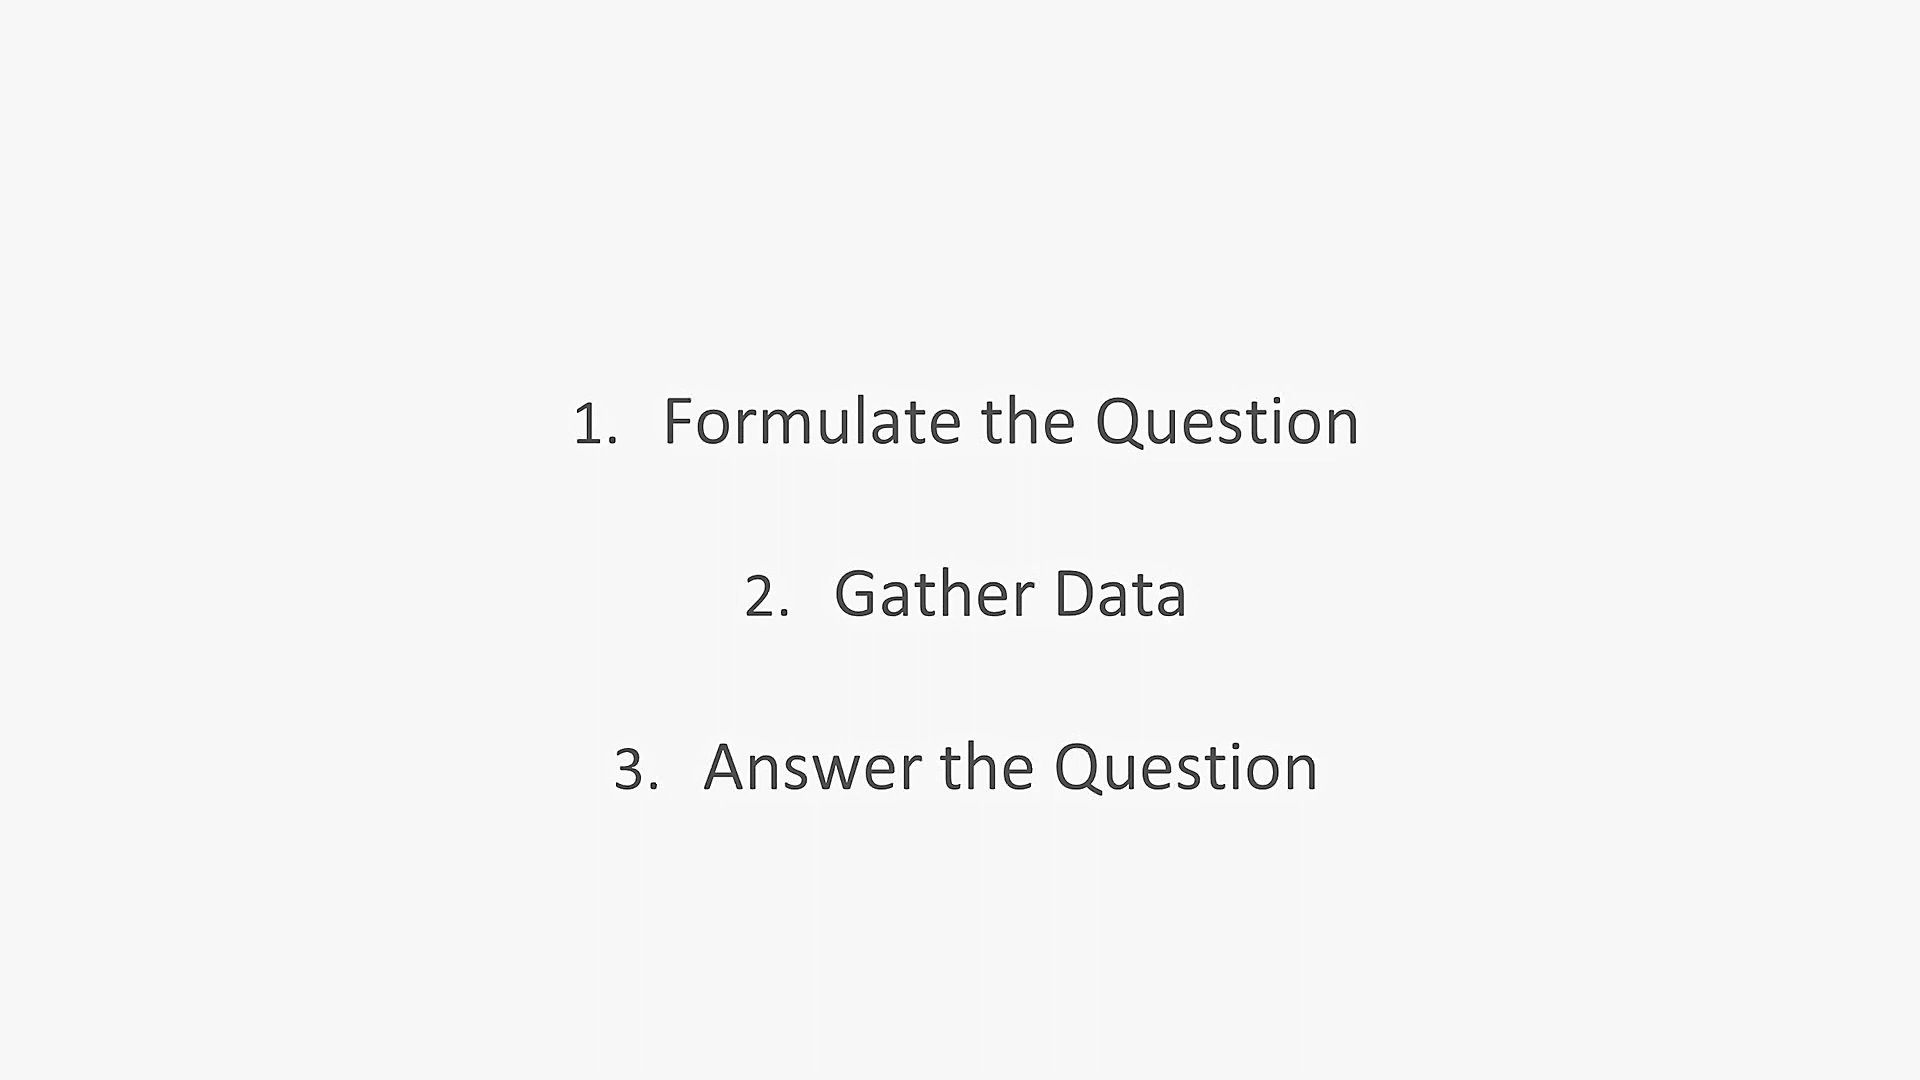 1. Formulate the Question
2. Gather Data
3. Answer the Question